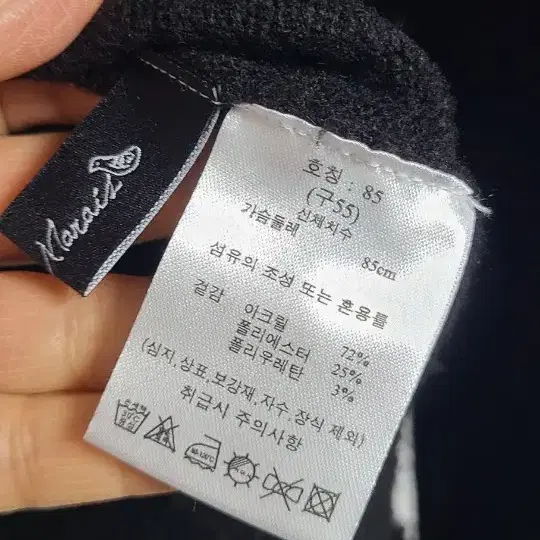 Marais
호칭 : 85
(구55)
신체치수
가슴둘레 85cm
섬유의 조성 또는 혼용률
겉감 아크릴 72%
폴리에스터 25%
폴리우레탄 3%
(심지,상표,보강재,자수,장식 제외)
취급시 주의사항